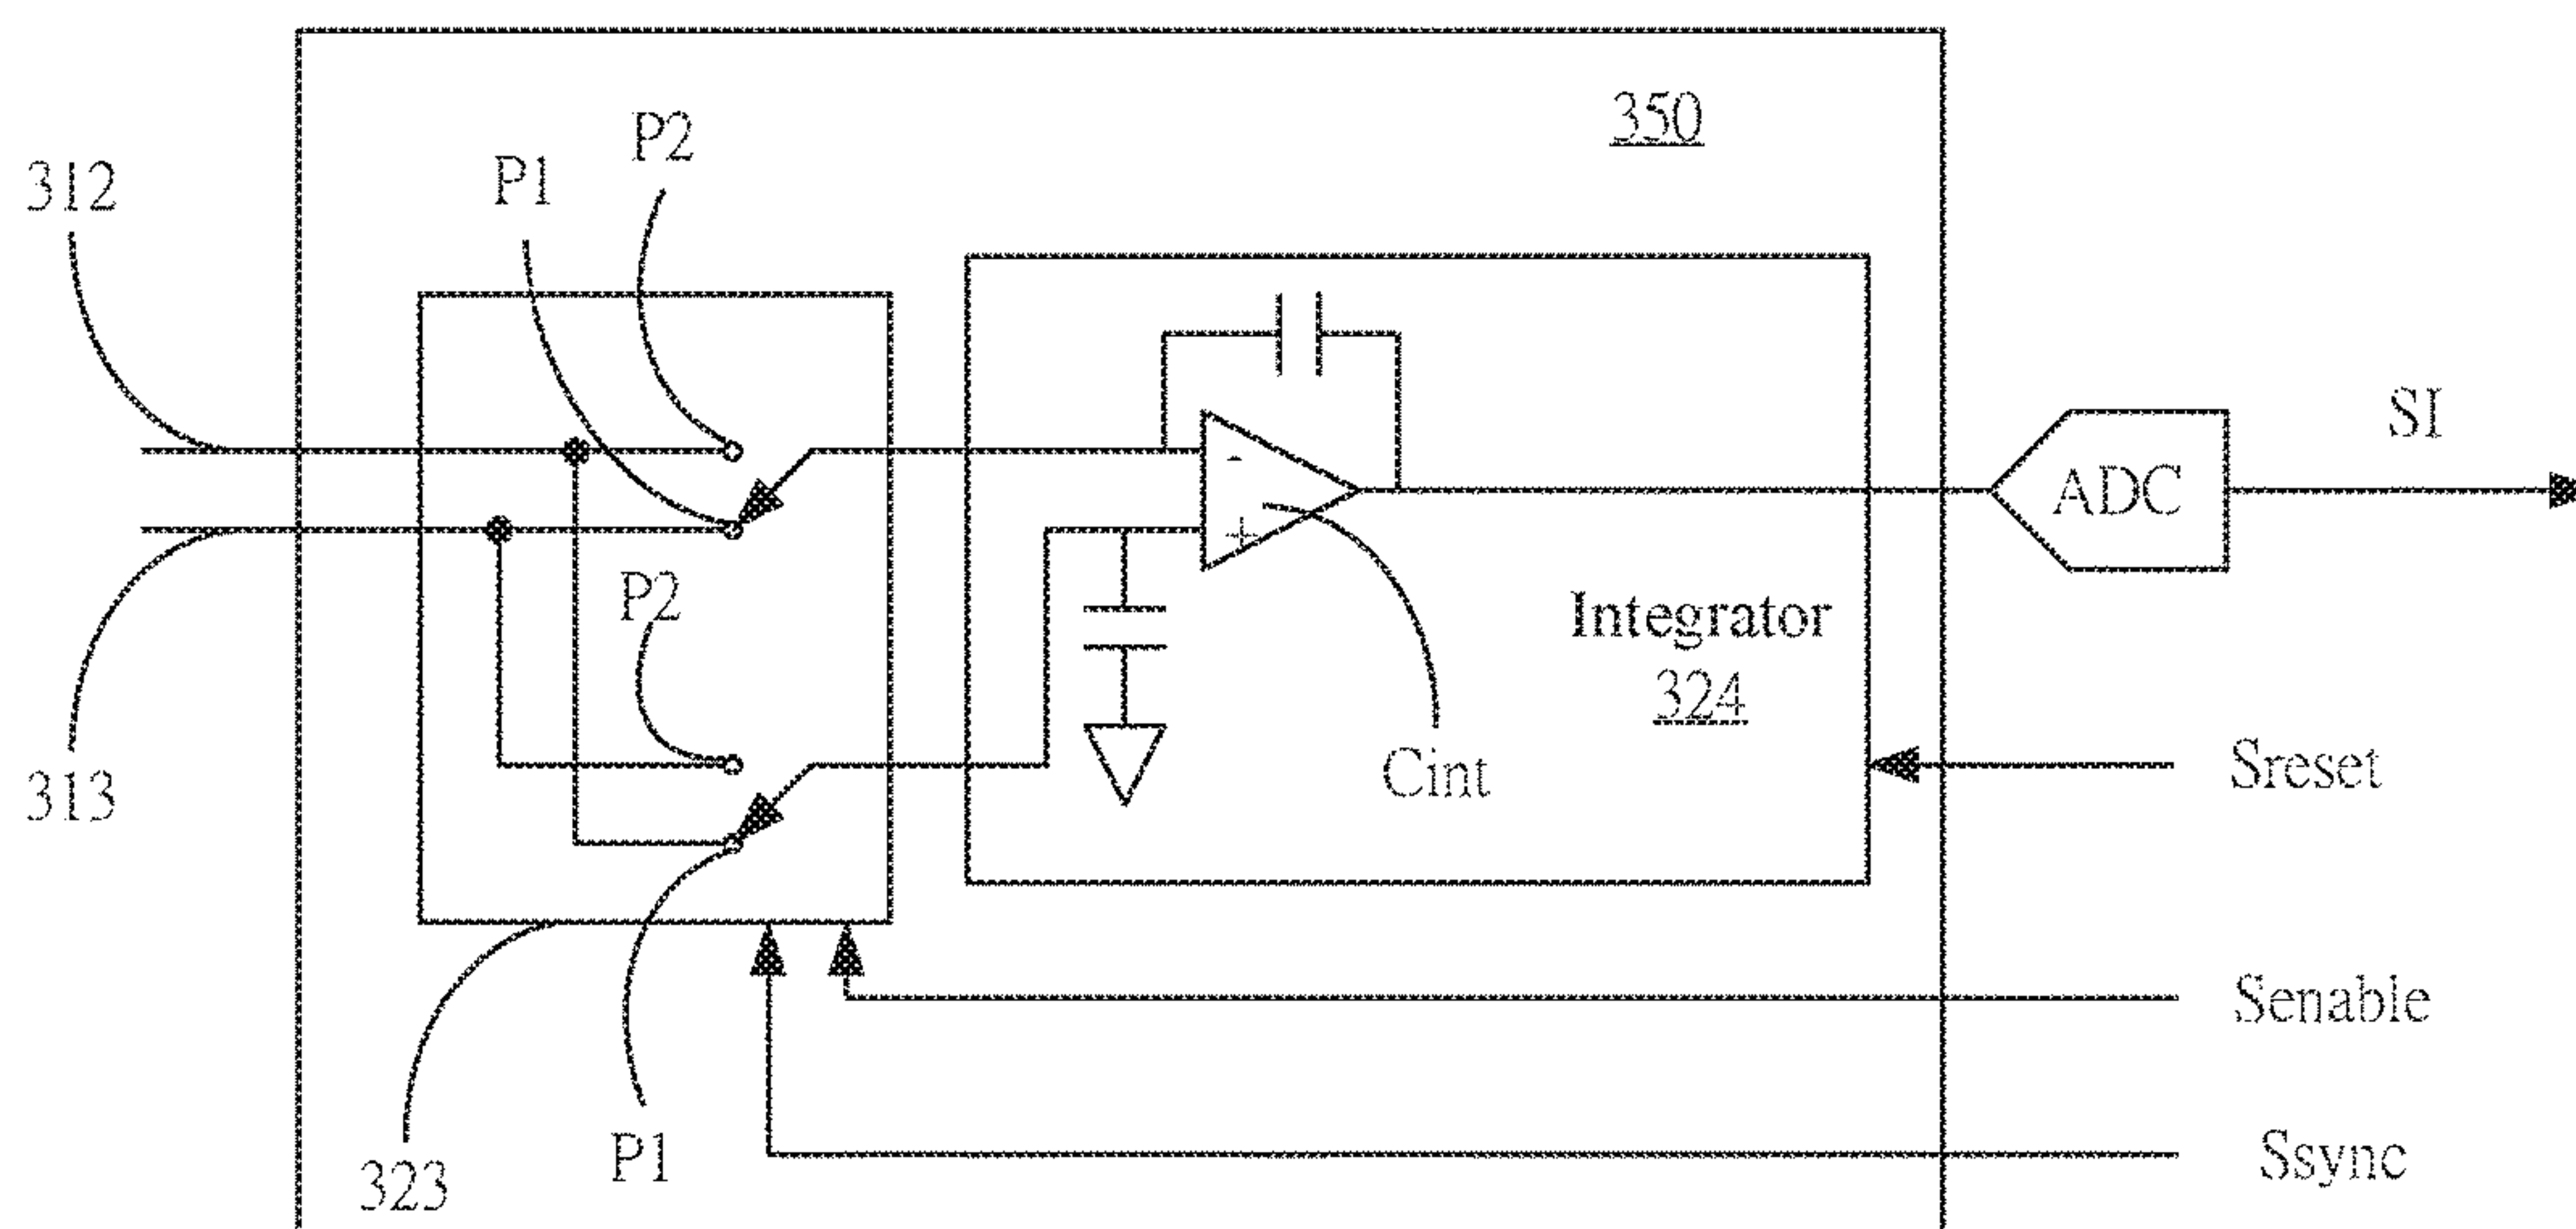 350
P2
P1
312
SI
-
ADC
+
P2
Integrator
324
Cint
Sreset
313
Senable
P1
Ssync
323